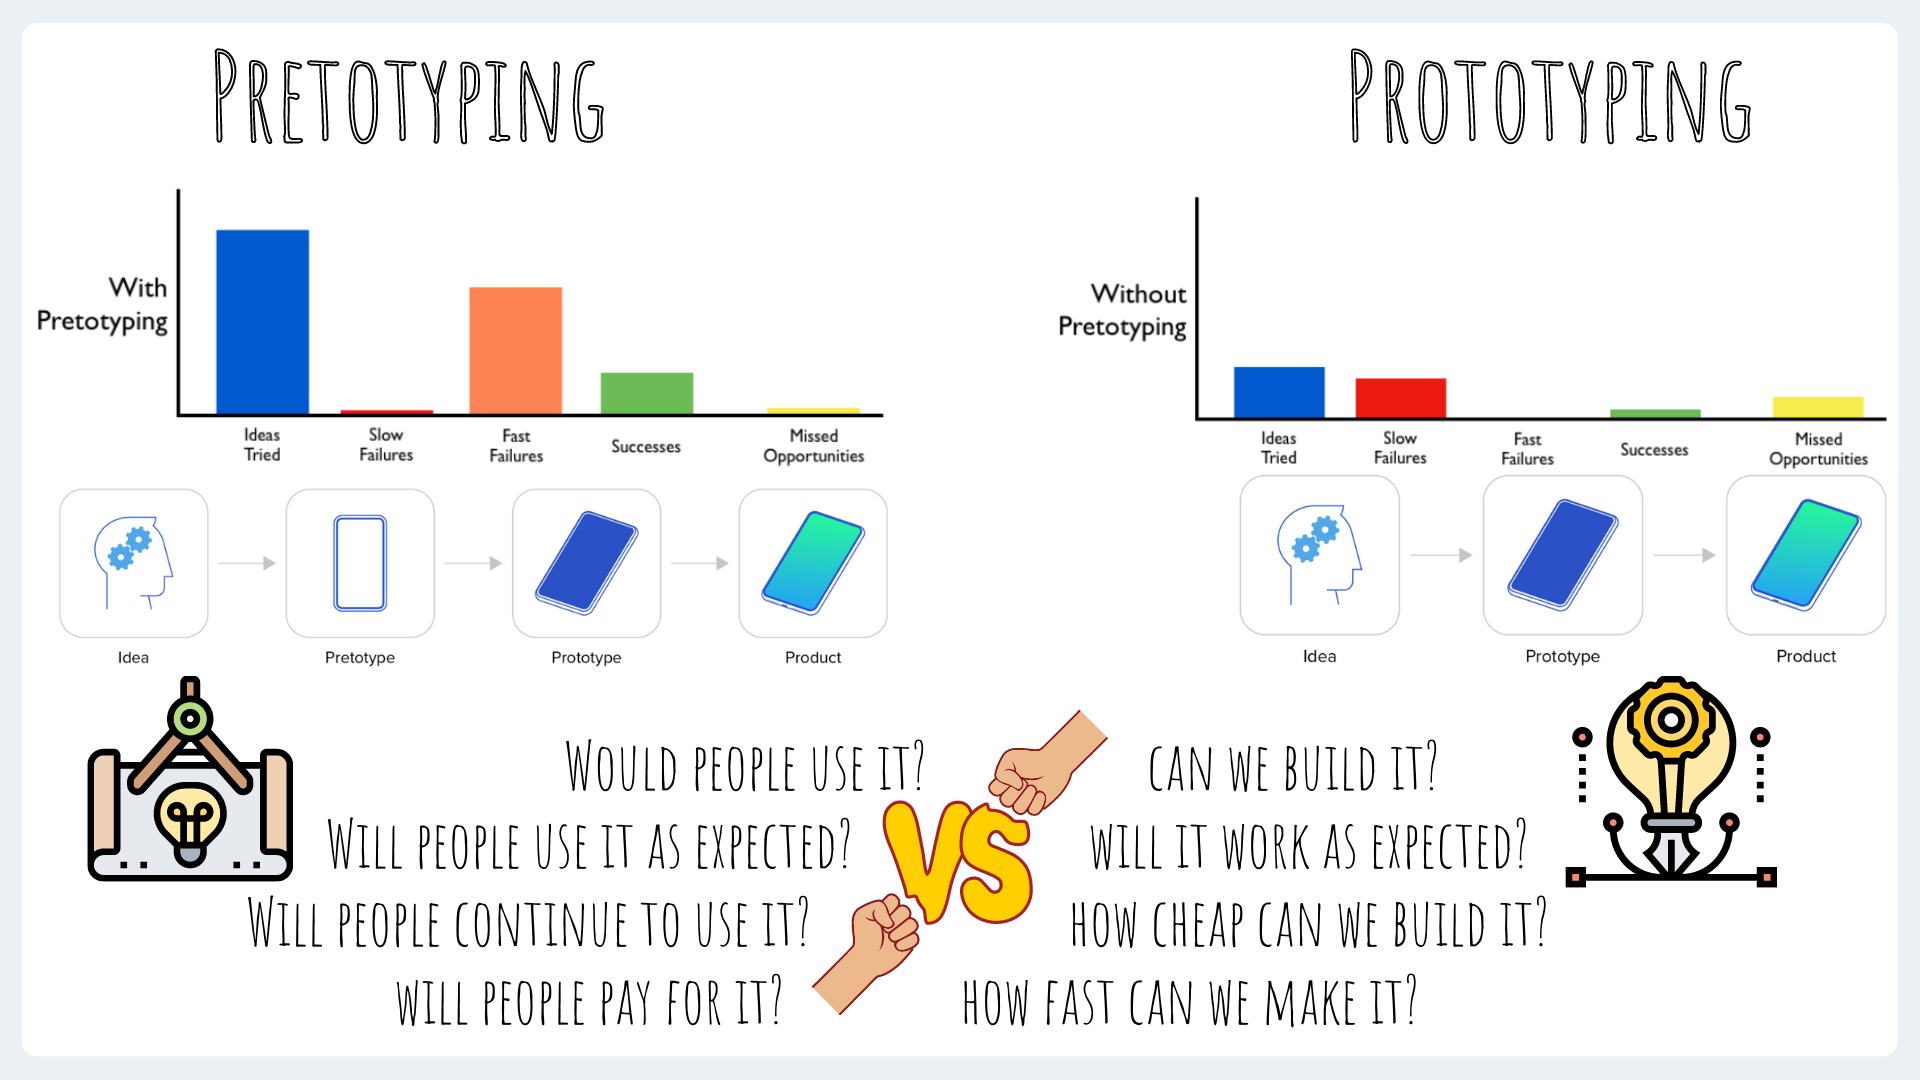 PRETOTYPING
PROTOTYPING
With
Pretotyping
Ideas
Tried
Slow
Failures
Fast
Failures
Successes
Missed
Opportunities
Without
Pretotyping
Ideas
Tried
Slow
Failures
Fast
Failures
Successes
Missed
Opportunities
Idea
Pretotype
Prototype
Product
Idea
Prototype
Product
WOULD PEOPLE USE IT?
WILL PEOPLE USE IT AS EXPECTED?
WILL PEOPLE CONTINUE TO USE IT?
WILL PEOPLE PAY FOR IT?
VS
CAN WE BUILD IT?
WILL IT WORK AS EXPECTED?
HOW CHEAP CAN WE BUILD IT?
HOW FAST CAN WE MAKE IT?